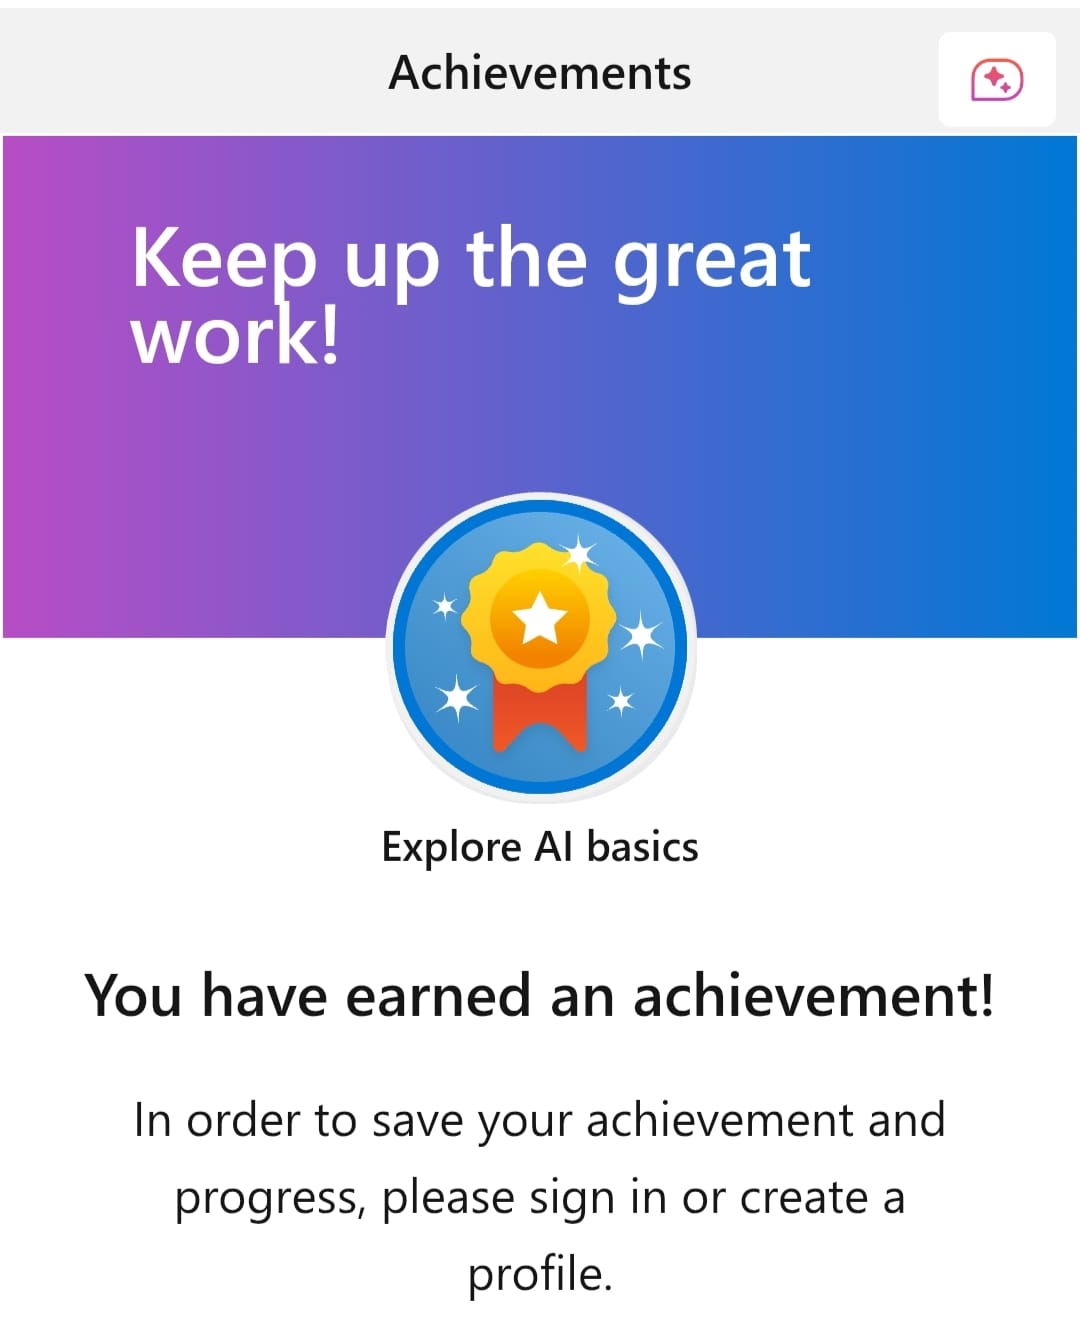 Achievements
Keep up the great
work!
Explore AI basics
You have earned an achievement!
In order to save your achievement and
progress, please sign in or create a
profile.